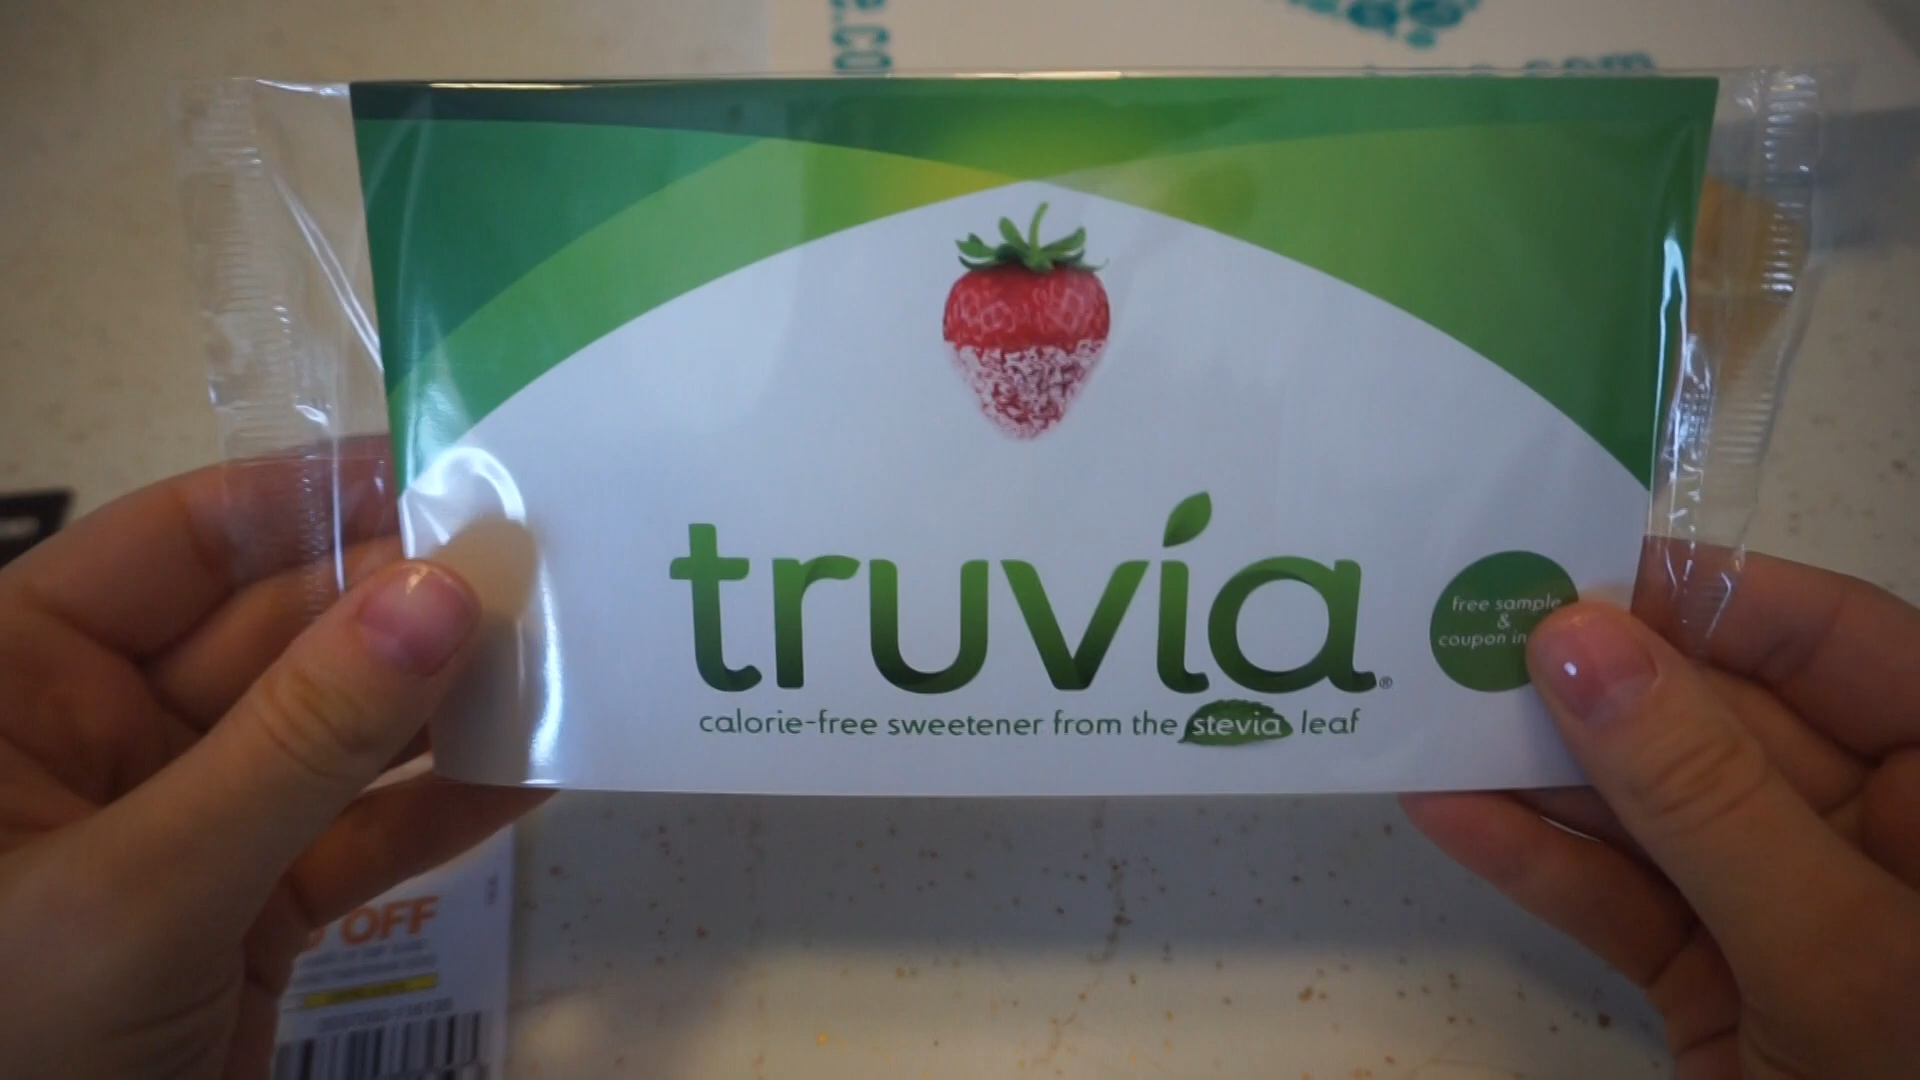 truvia®
calorie-free sweetener from the stevia leaf
free sample
&
coupon in
OFF